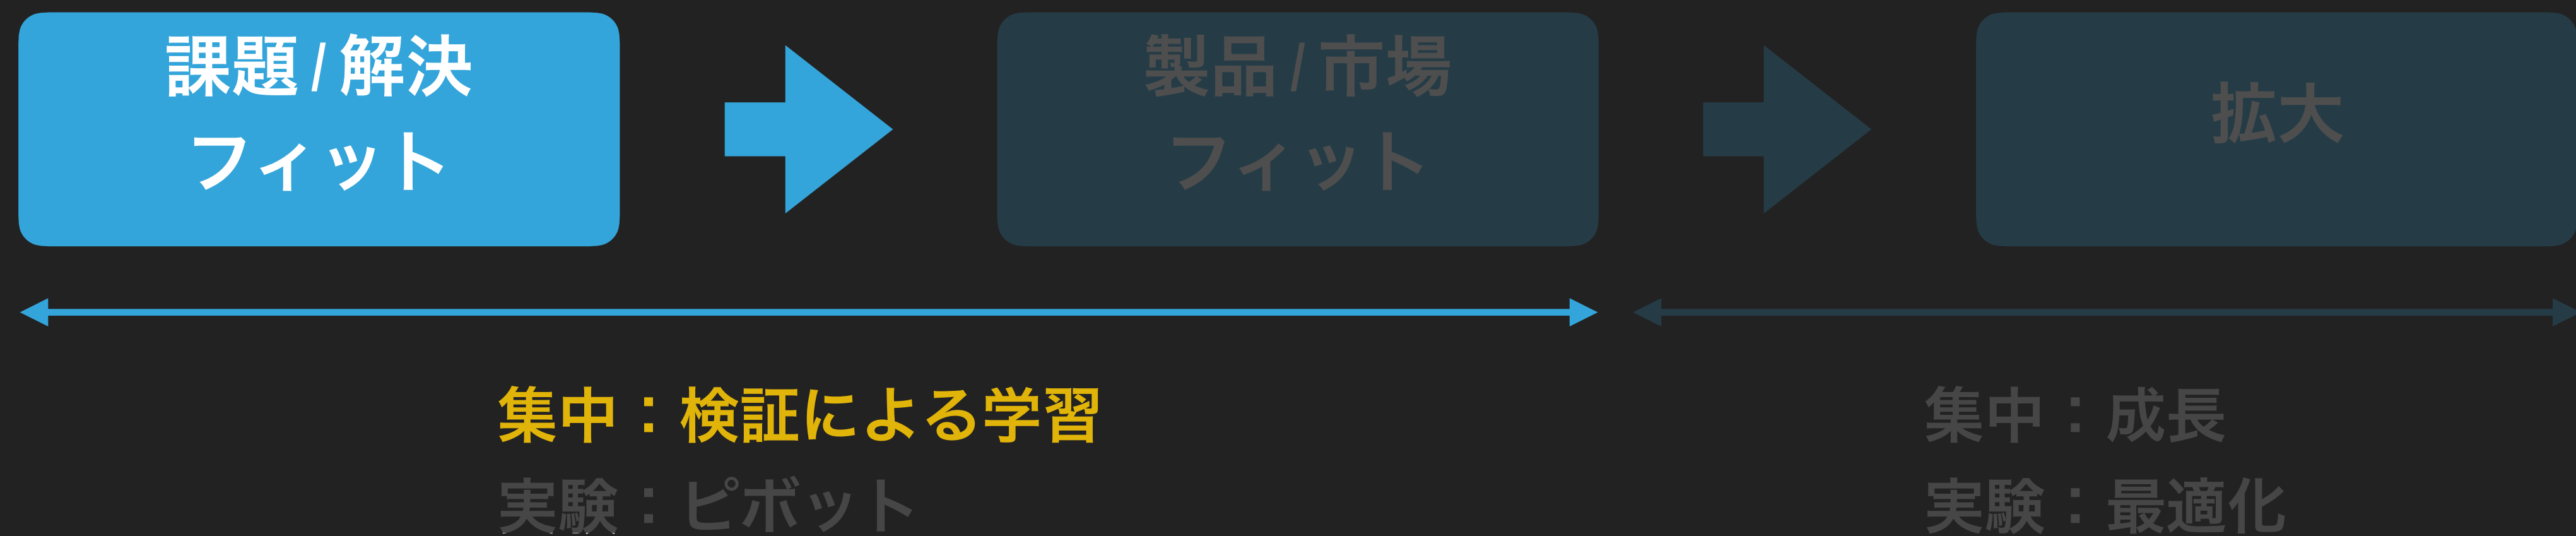 課題/解決
フィット
製品/市場
フィット
拡大
集中：検証による学習
実験：ピボット
集中：成長
実験：最適化